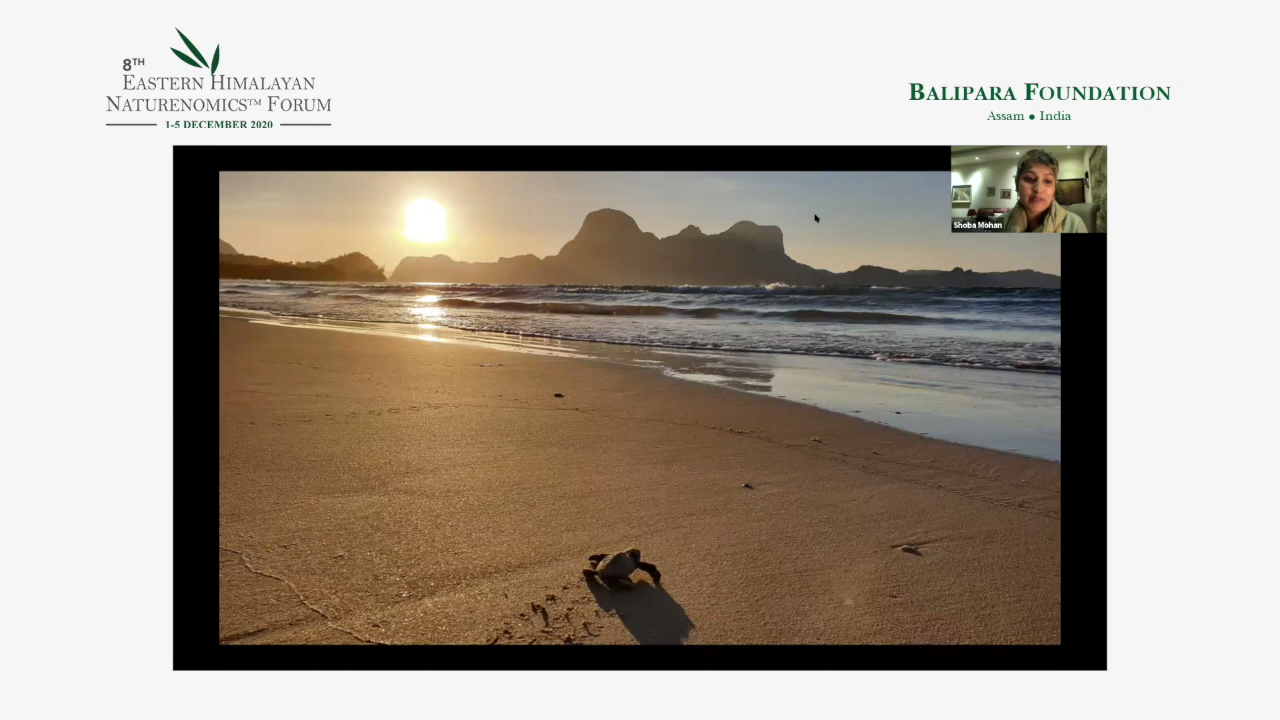 8TH
EASTERN HIMALAYAN
NATURENOMICS™ FORUM
1-5 DECEMBER 2020
BALIPARA FOUNDATION
Assam ● India
Shoba Mohan